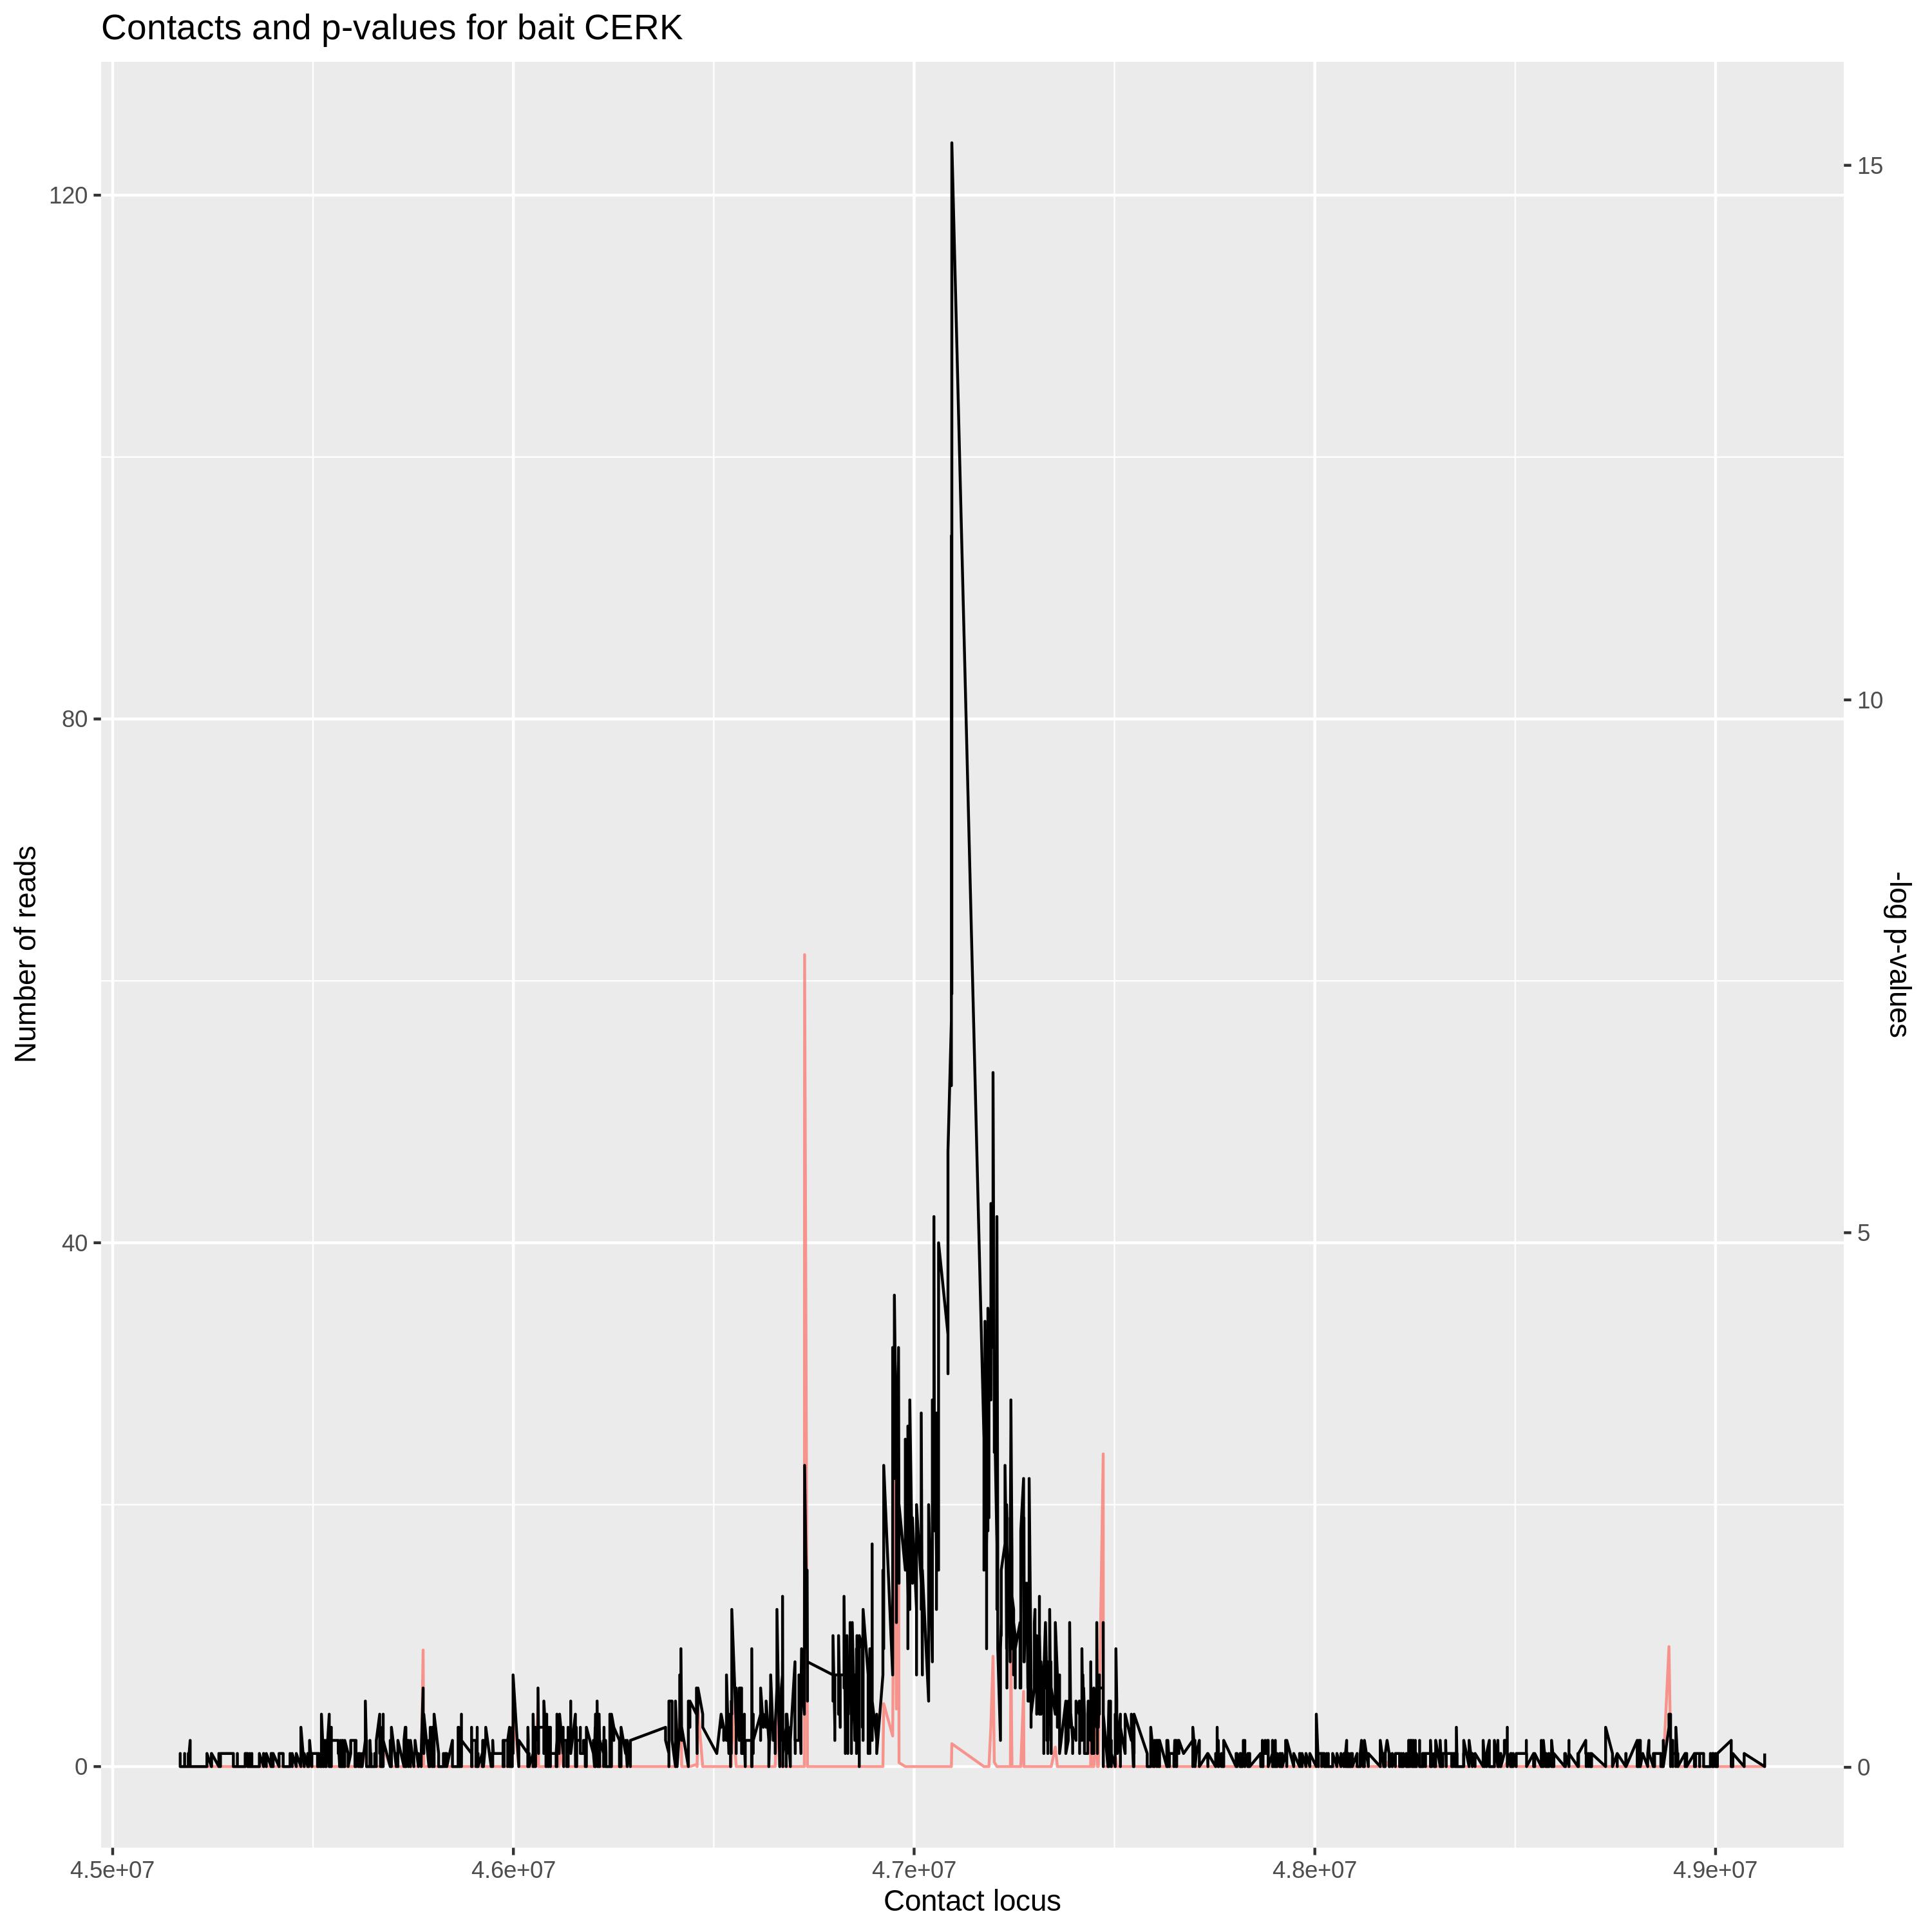 Contacts and p-values for bait CERK
120
80
40
0
Number of reads
15
10
5
0
-log p-values
4.5e+07 4.6e+07 4.7e+07 4.8e+07 4.9e+07
Contact locus